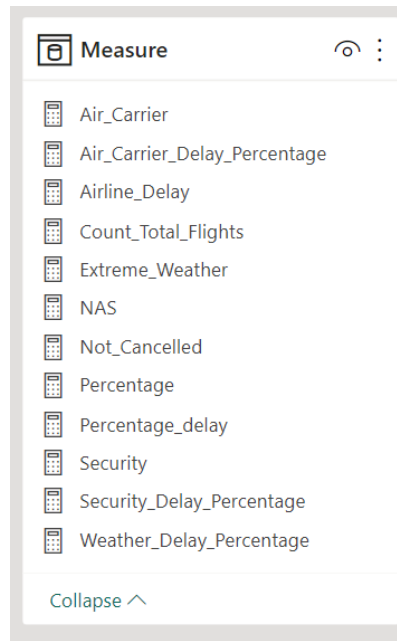 Measure
Air_Carrier
Air_Carrier_Delay_Percentage
Airline_Delay
Count_Total_Flights
Extreme_Weather
NAS
Not_Cancelled
Percentage
Percentage_delay
Security
Security_Delay_Percentage
Weather_Delay_Percentage
Collapse